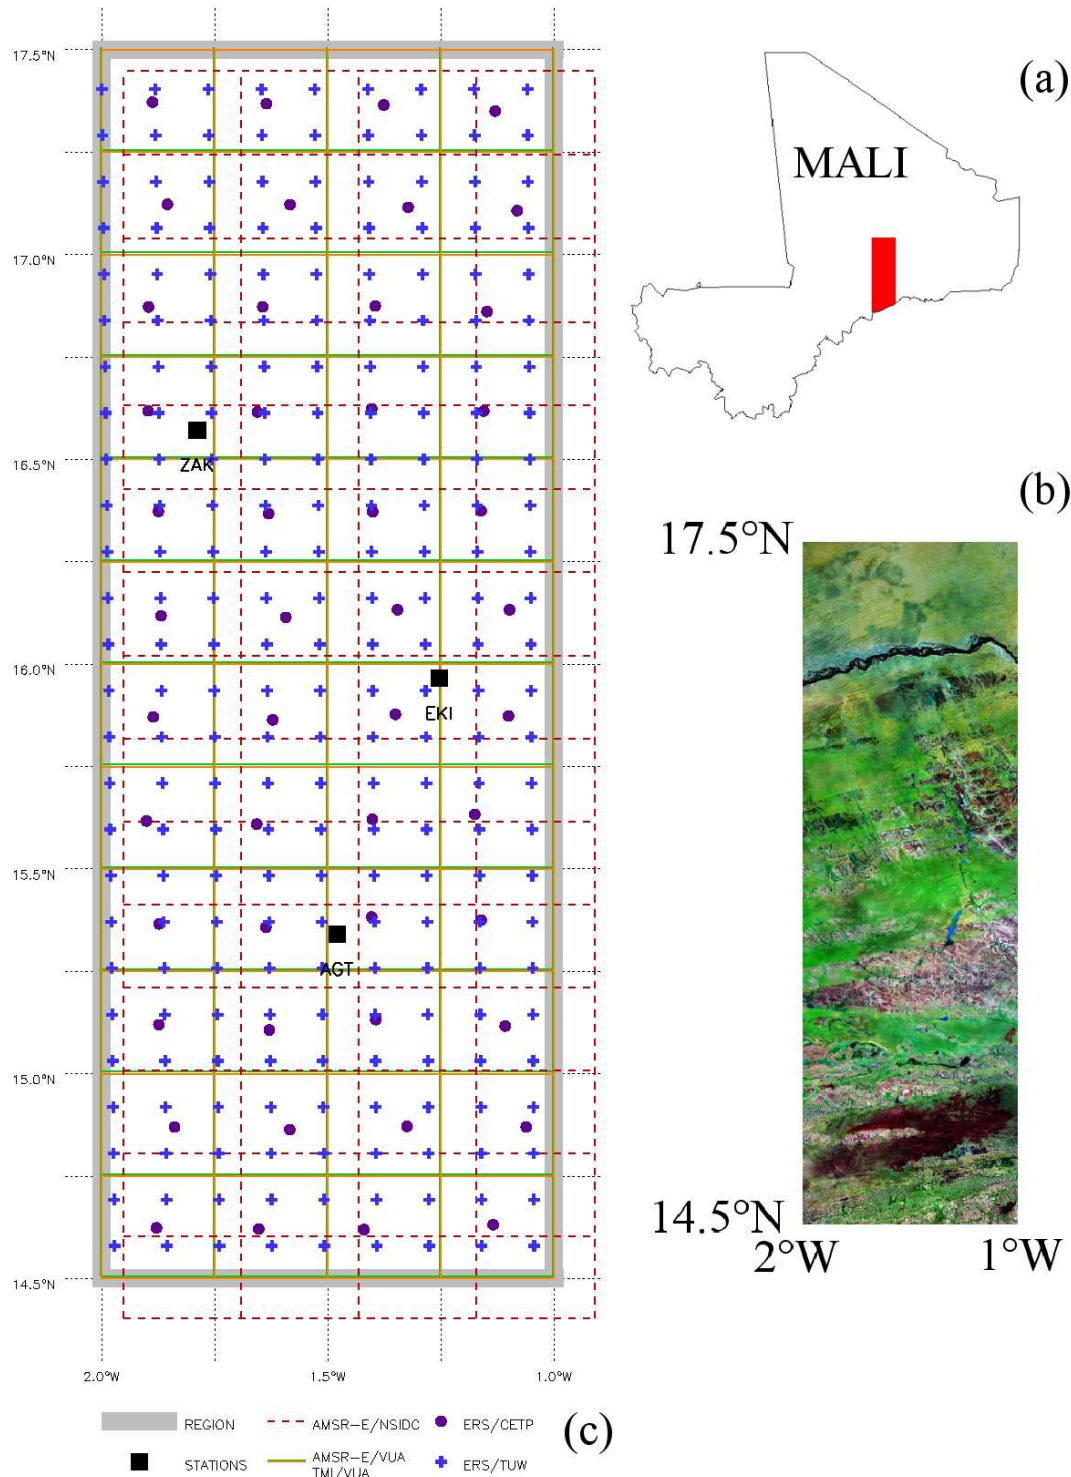 (a)
MALI
(b)
17.5°N
14.5°N
2°W 1°W
17.5°N
17.0°N
16.5°N
16.0°N
15.5°N
15.0°N
14.5°N
ZAK
EKI
AGT
2.0°W 1.5°W 1.0°W
REGION AMSR-E/NSIDC ERS/CETP
(c)
STATIONS AMSR-E/VUA ERS/TUW
TMI/VUA